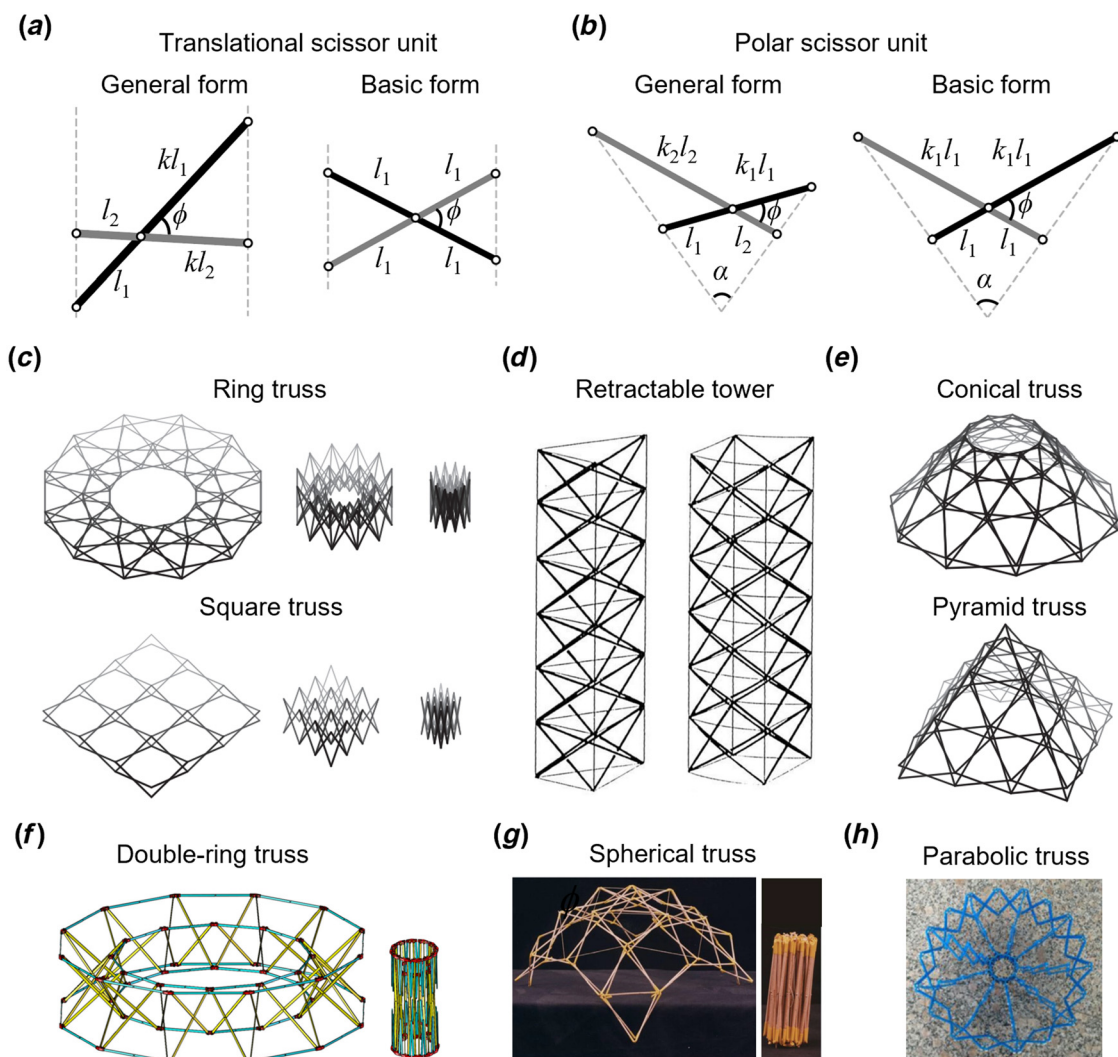 (a)
Translational scissor unit
General form
Basic form
kl₁
l₂
ϕ
kl₂
l₁
l₁
l₁
ϕ
l₁
l₁
(b)
Polar scissor unit
General form
Basic form
k₂l₂
k₁l₁
ϕ
l₁
l₂
α
k₁l₁
k₁l₁
ϕ
l₁
l₁
α
(c)
Ring truss
Square truss
(d)
Retractable tower
(e)
Conical truss
Pyramid truss
(f)
Double-ring truss
(g)
Spherical truss
ϕ
(h)
Parabolic truss